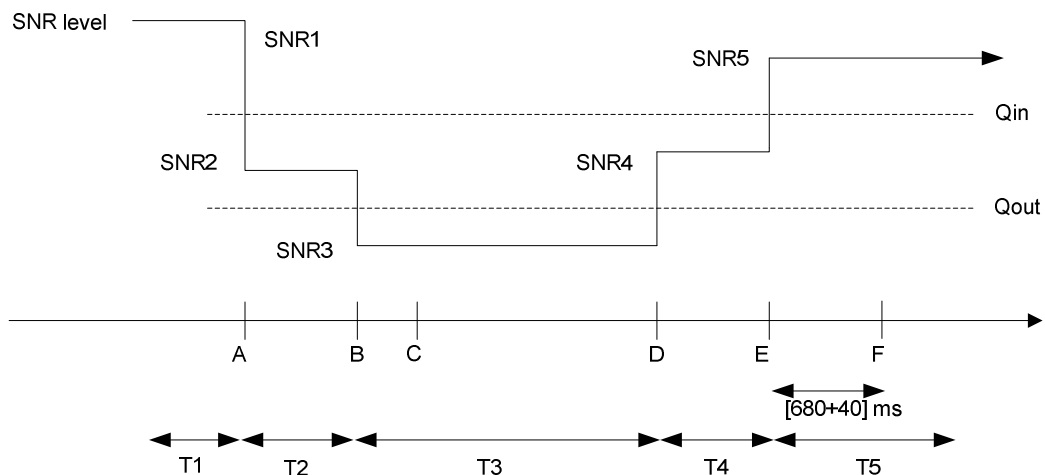 SNR level
SNR1
SNR5
Qin
SNR2
SNR4
Qout
SNR3
A B C D E F
[680+40] ms
T1 T2 T3 T4 T5